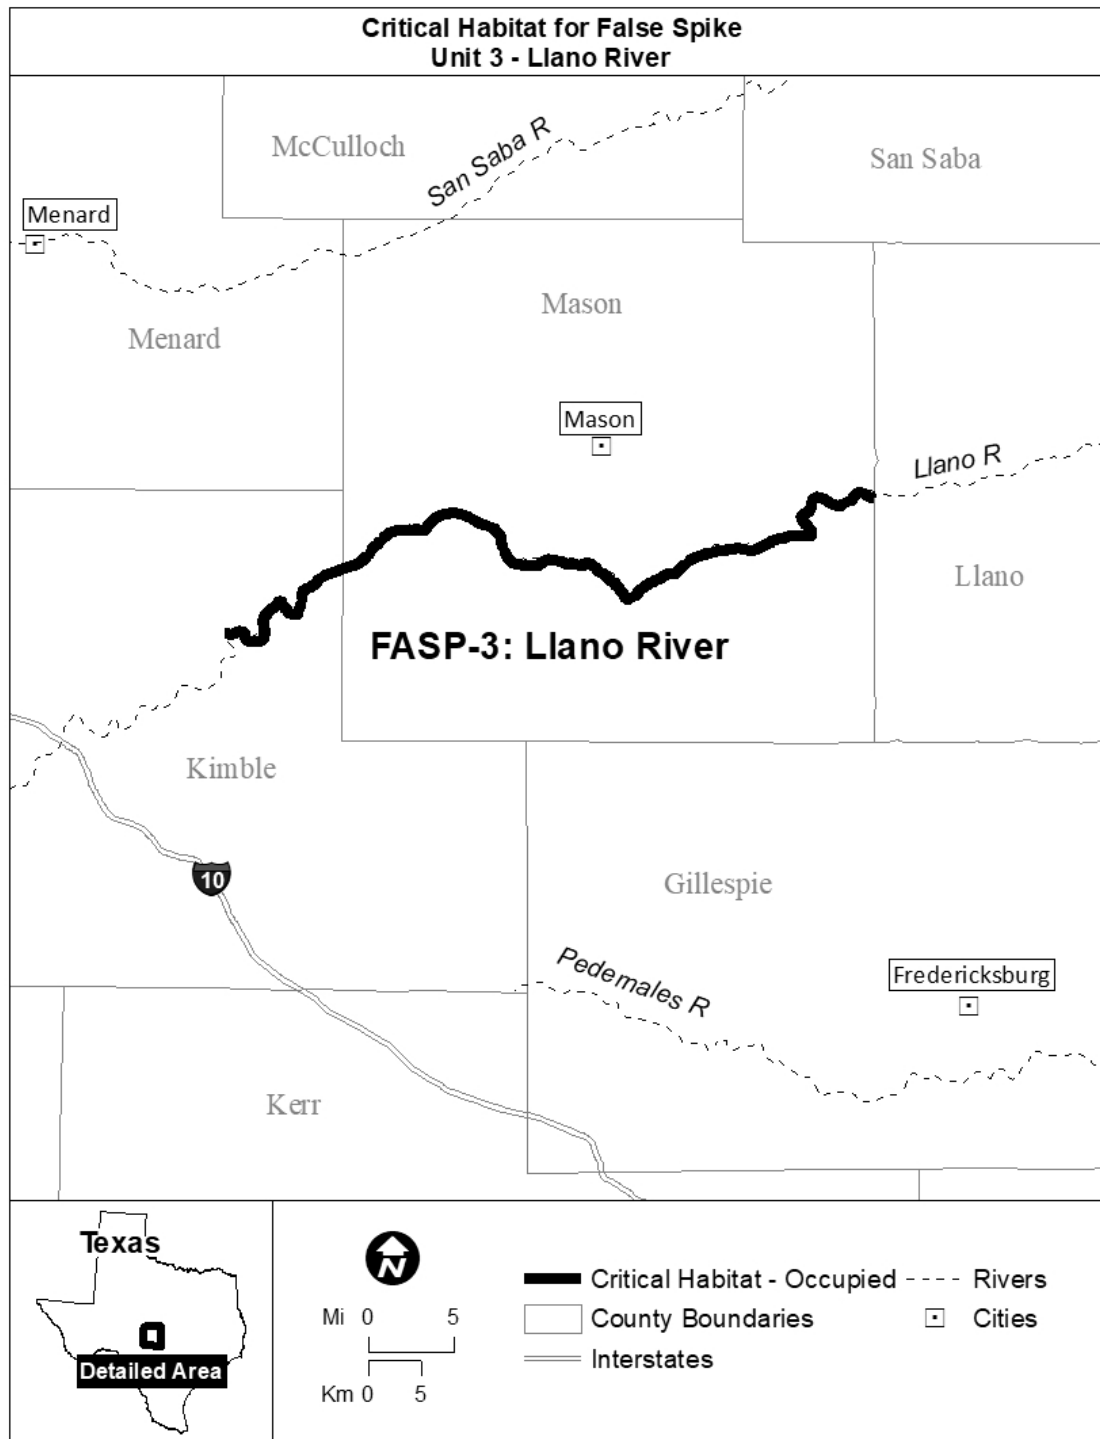 Critical Habitat for False Spike
Unit 3 - Llano River
McCulloch
San Saba R
San Saba
Menard
Mason
Menard
Mason
Llano R
Llano
FASP-3: Llano River
Kimble
10
Gillespie
Pedernales R
Fredericksburg
Kerr
Texas
Detailed Area
N
Mi 0 5
Km 0 5
Critical Habitat - Occupied
Rivers
County Boundaries
Cities
Interstates